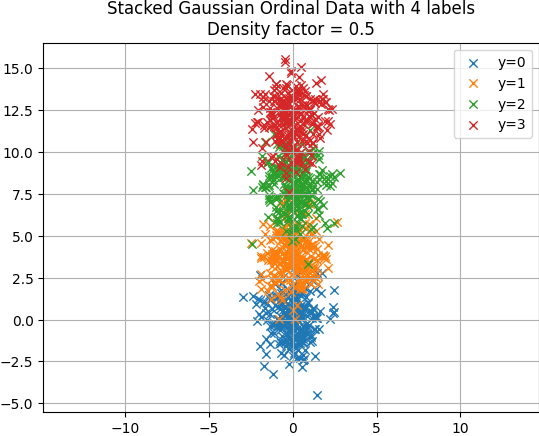 Stacked Gaussian Ordinal Data with 4 labels
Density factor = 0.5
y=0
y=1
y=2
y=3
15.0
12.5
10.0
7.5
5.0
2.5
0.0
−2.5
−5.0
−10 −5 0 5 10